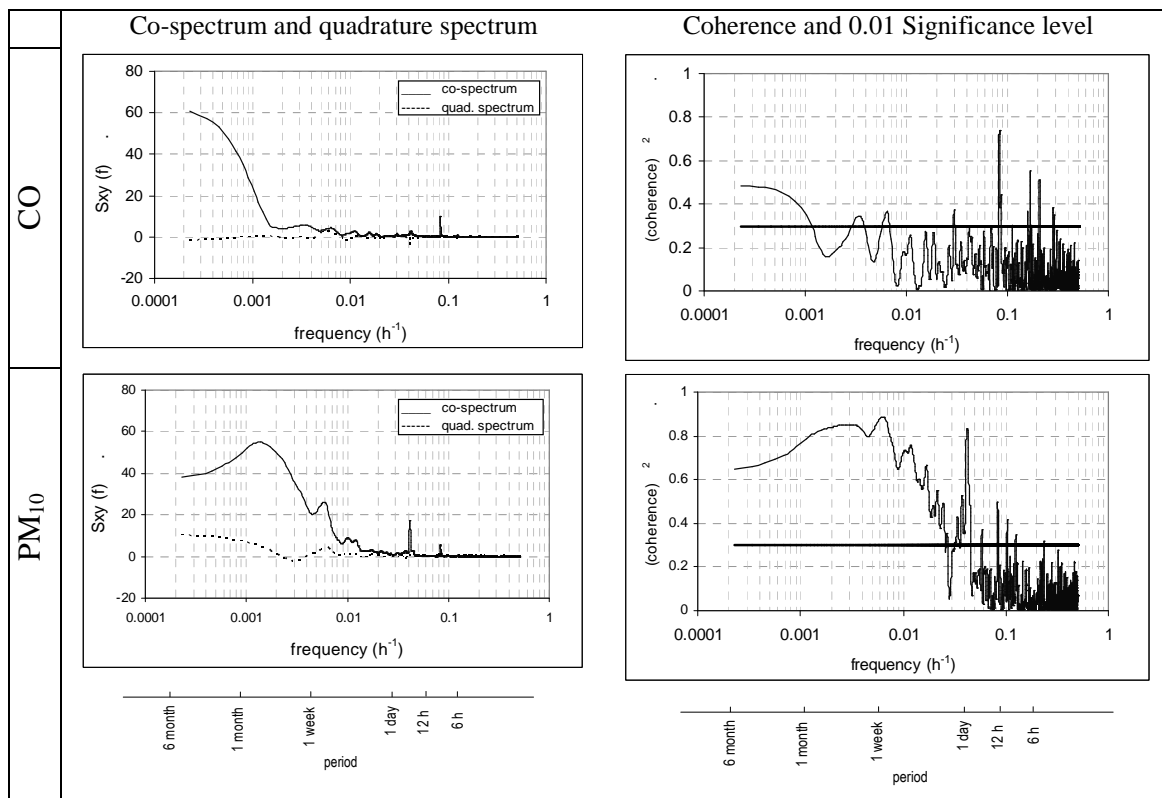 Co-spectrum and quadrature spectrum
Coherence and 0.01 Significance level
CO
80
60
40
20
0
-20
Sxy (f)
co-spectrum
quad. spectrum
0.0001 0.001 0.01 0.1 1
frequency (h-1)
1
0.8
0.6
0.4
0.2
0
(coherence) 2
0.0001 0.001 0.01 0.1 1
frequency (h-1)
PM10
80
60
40
20
0
-20
Sxy (f)
co-spectrum
quad. spectrum
0.0001 0.001 0.01 0.1 1
frequency (h-1)
1
0.8
0.6
0.4
0.2
0
(coherence) 2
0.0001 0.001 0.01 0.1 1
frequency (h-1)
6 month 1 month 1 week 1 day 12 h 6 h
period
6 month 1 month 1 week 1 day 12 h 6 h
period